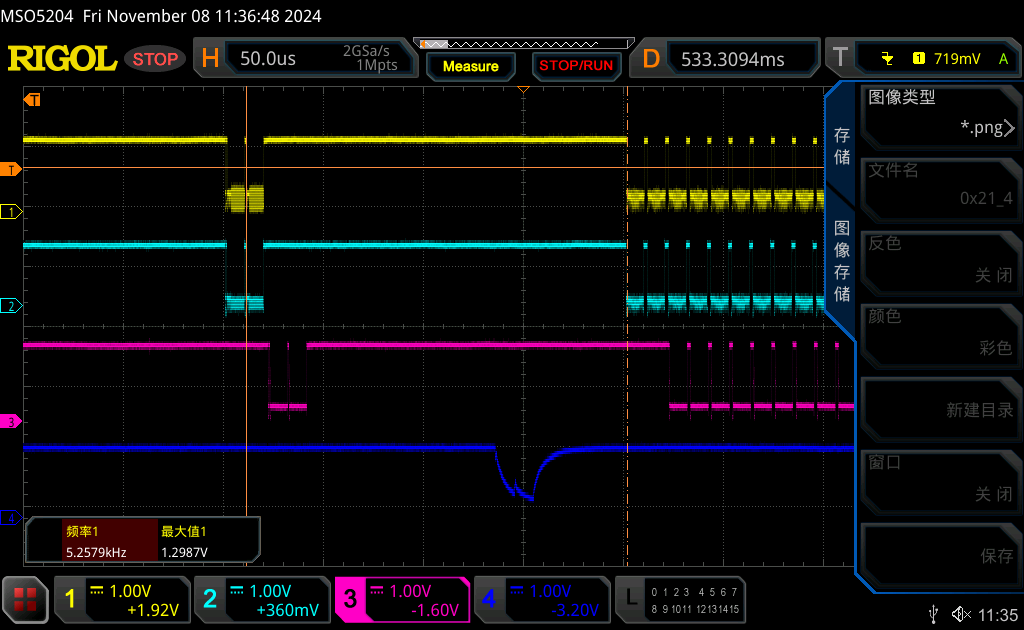 MSO5204 Fri November 08 11:36:48 2024
RIGOL
STOP
H
50.0us
2GSa/s
1Mpts
Measure
STOP/RUN
D
533.3094ms
T
1
719mV
A
T
T
1
2
3
4
存储
图像存储
图像类型
*.png
文件名
0x21_4
反色
关闭
颜色
彩色
新建目录
窗口
关闭
保存
频率1
5.2579kHz
最大值1
1.2987V
1
1.00V
+1.92V
2
1.00V
+360mV
3
1.00V
-1.60V
4
1.00V
-3.20V
L
0 1 2 3 4 5 6 7
8 9 10 11 12 13 14 15
11:35